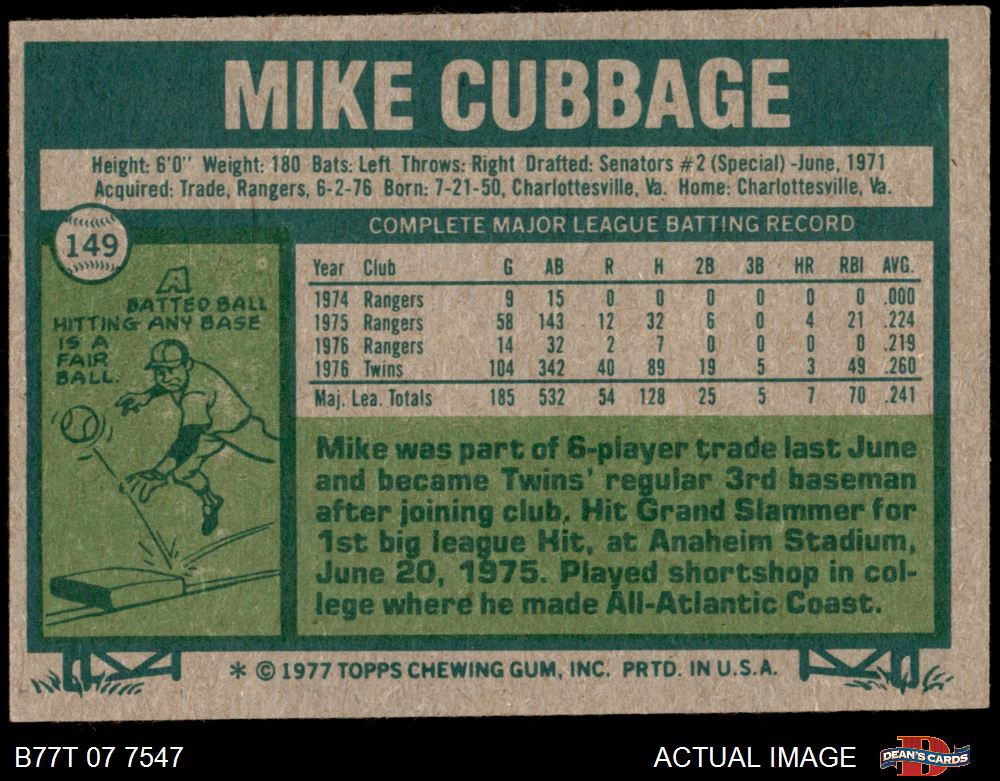 MIKE CUBBAGE
Height: 6'0" Weight: 180 Bats: Left Throws: Right Drafted: Senators #2 (Special) -June, 1971
Acquired: Trade, Rangers, 6-2-76 Born: 7-21-50, Charlottesville, Va. Home: Charlottesville, Va.
149
A
BATTED BALL
HITTING ANY BASE
IS A
FAIR
BALL.
COMPLETE MAJOR LEAGUE BATTING RECORD
Year Club G AB R H 2B 3B HR RBI AVG.
1974 Rangers 9 15 0 0 0 0 0 0 .000
1975 Rangers 58 143 12 32 6 0 4 21 .224
1976 Rangers 14 32 2 7 0 0 0 0 .219
1976 Twins 104 342 40 89 19 5 3 49 .260
Maj. Lea. Totals 185 532 54 128 25 5 7 70 .241
Mike was part of 6-player trade last June
and became Twins' regular 3rd baseman
after joining club. Hit Grand Slammer for
1st big league Hit, at Anaheim Stadium,
June 20, 1975. Played shortshop in col-
lege where he made All-Atlantic Coast.
* © 1977 TOPPS CHEWING GUM, INC. PRTD. IN U.S.A.
B77T 07 7547
ACTUAL IMAGE
DEAN'S CARDS